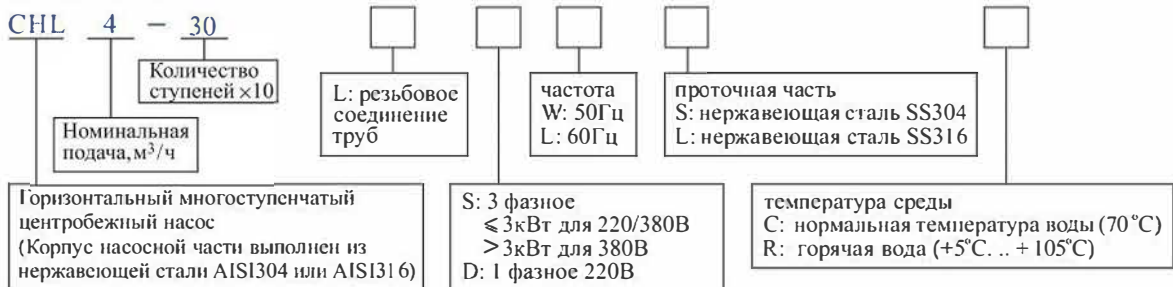 CHL 4 - 30
Количество
ступеней ×10
Номинальная
подача, м³/ч
Горизонтальный многоступенчатый
центробежный насос
(Корпус насосной части выполнен из
нержавеющей стали AISI304 или AISI316)
L: резьбовое
соединение
труб
S: 3 фазное
⩽3кВт для 220/380В
>3кВт для 380В
D: 1 фазное 220В
частота
W: 50Гц
L: 60Гц
проточная часть
S: нержавеющая сталь SS304
L: нержавеющая сталь SS316
температура среды
C: нормальная температура воды (70°C)
R: горячая вода (+5°C. .. +105°C)